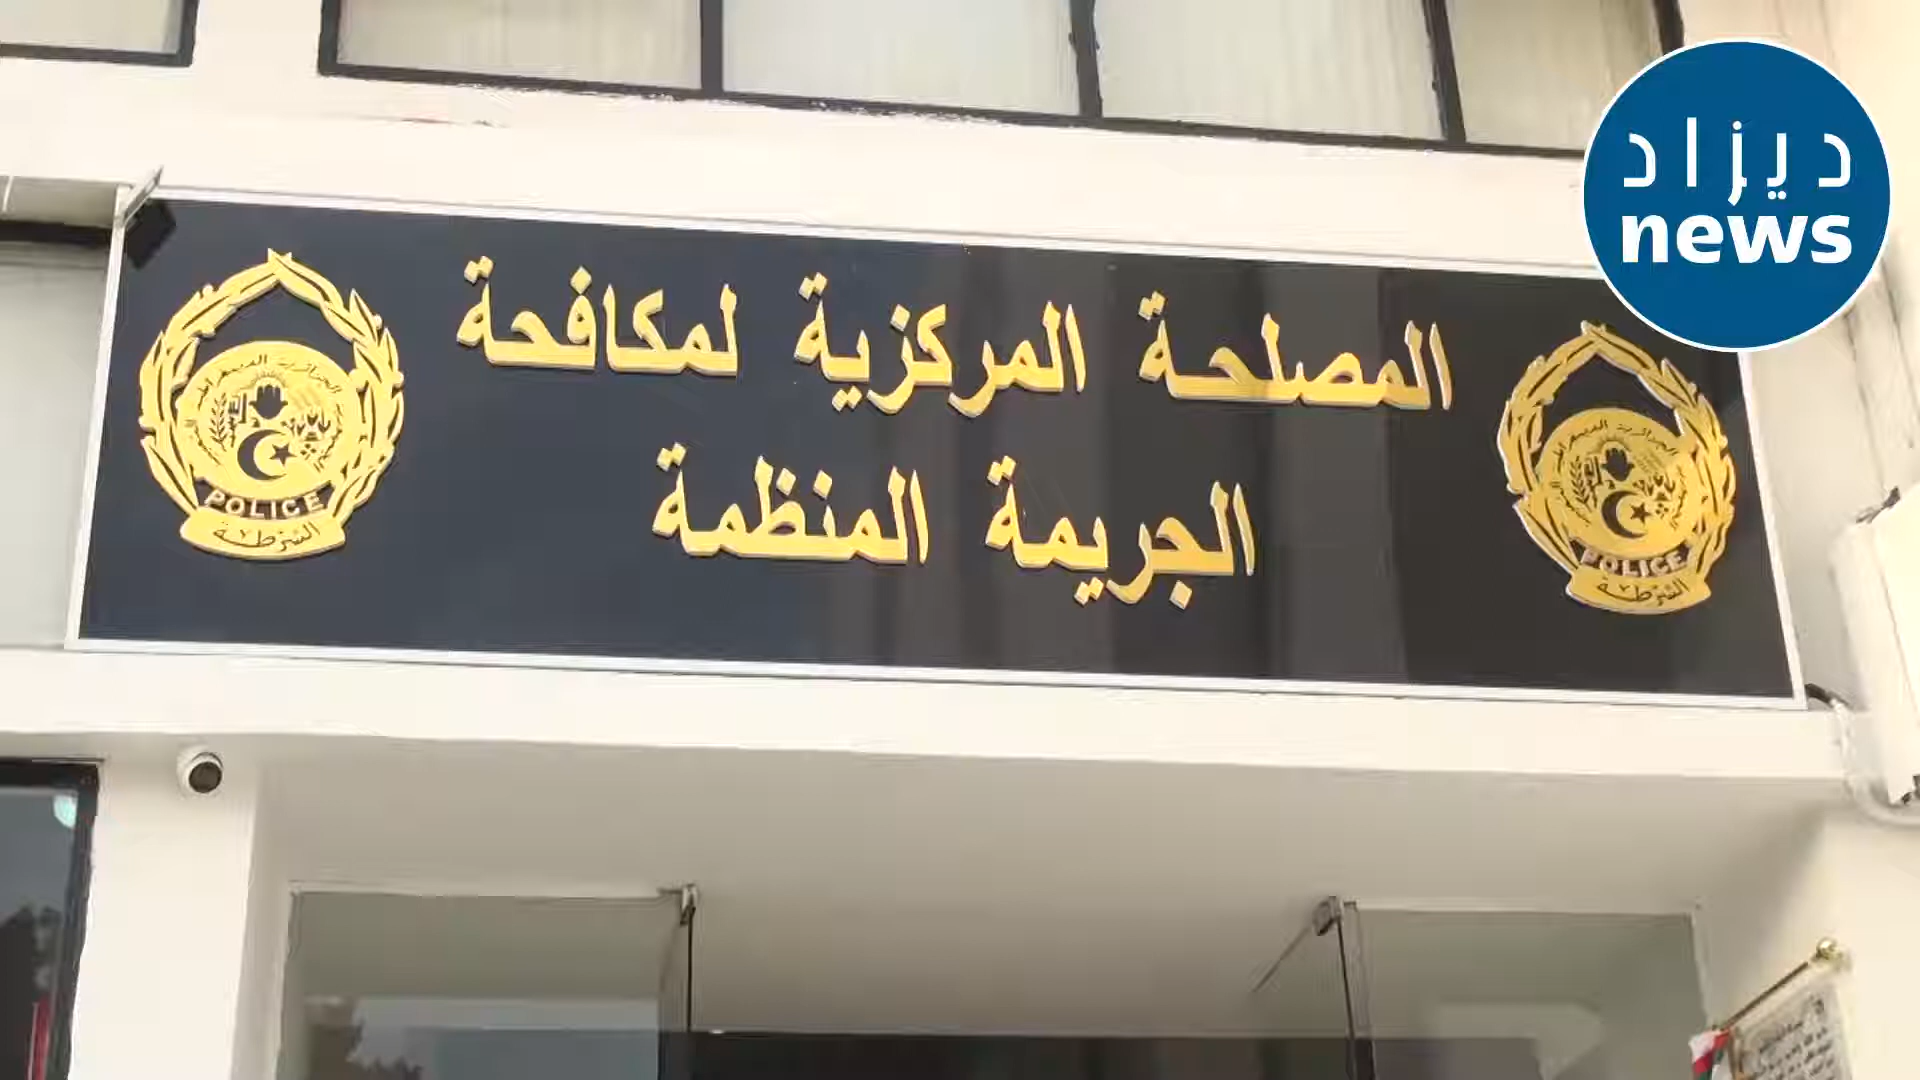 ديزاد
news
المصلحة المركزية لمكافحة
الجريمة المنظمة
POLICE
الشرطة
POLICE
الشرطة